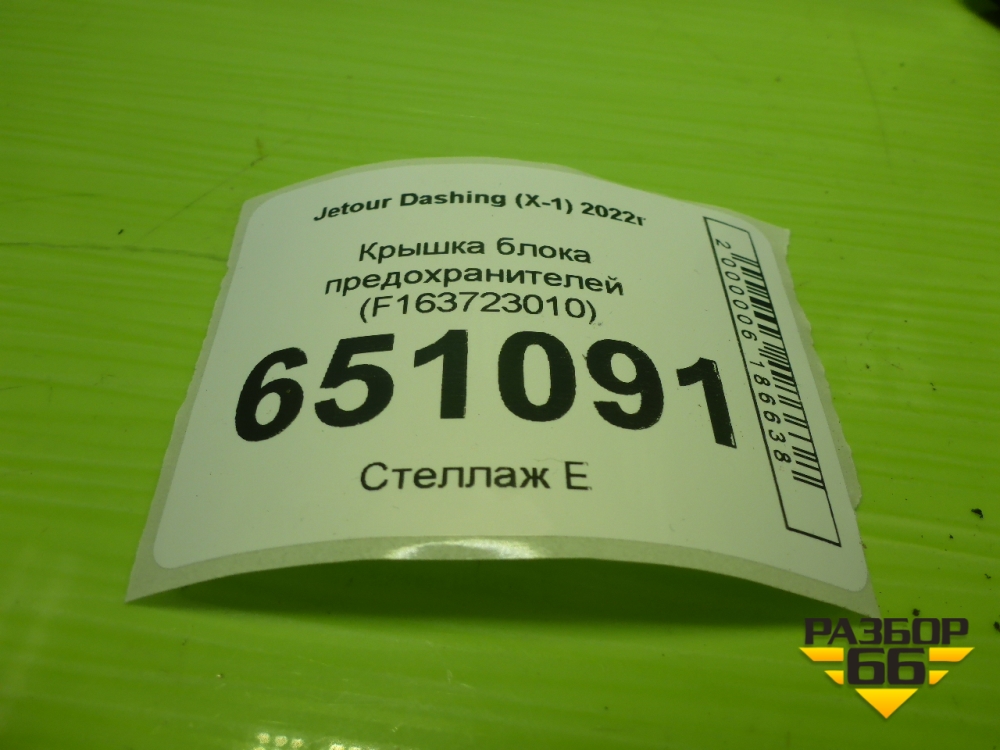 Jetour Dashing (X-1) 2022г
Крышка блока
предохранителей
(F163723010)
651091
Стеллаж Е
2000006186638
РАЗБОР
66